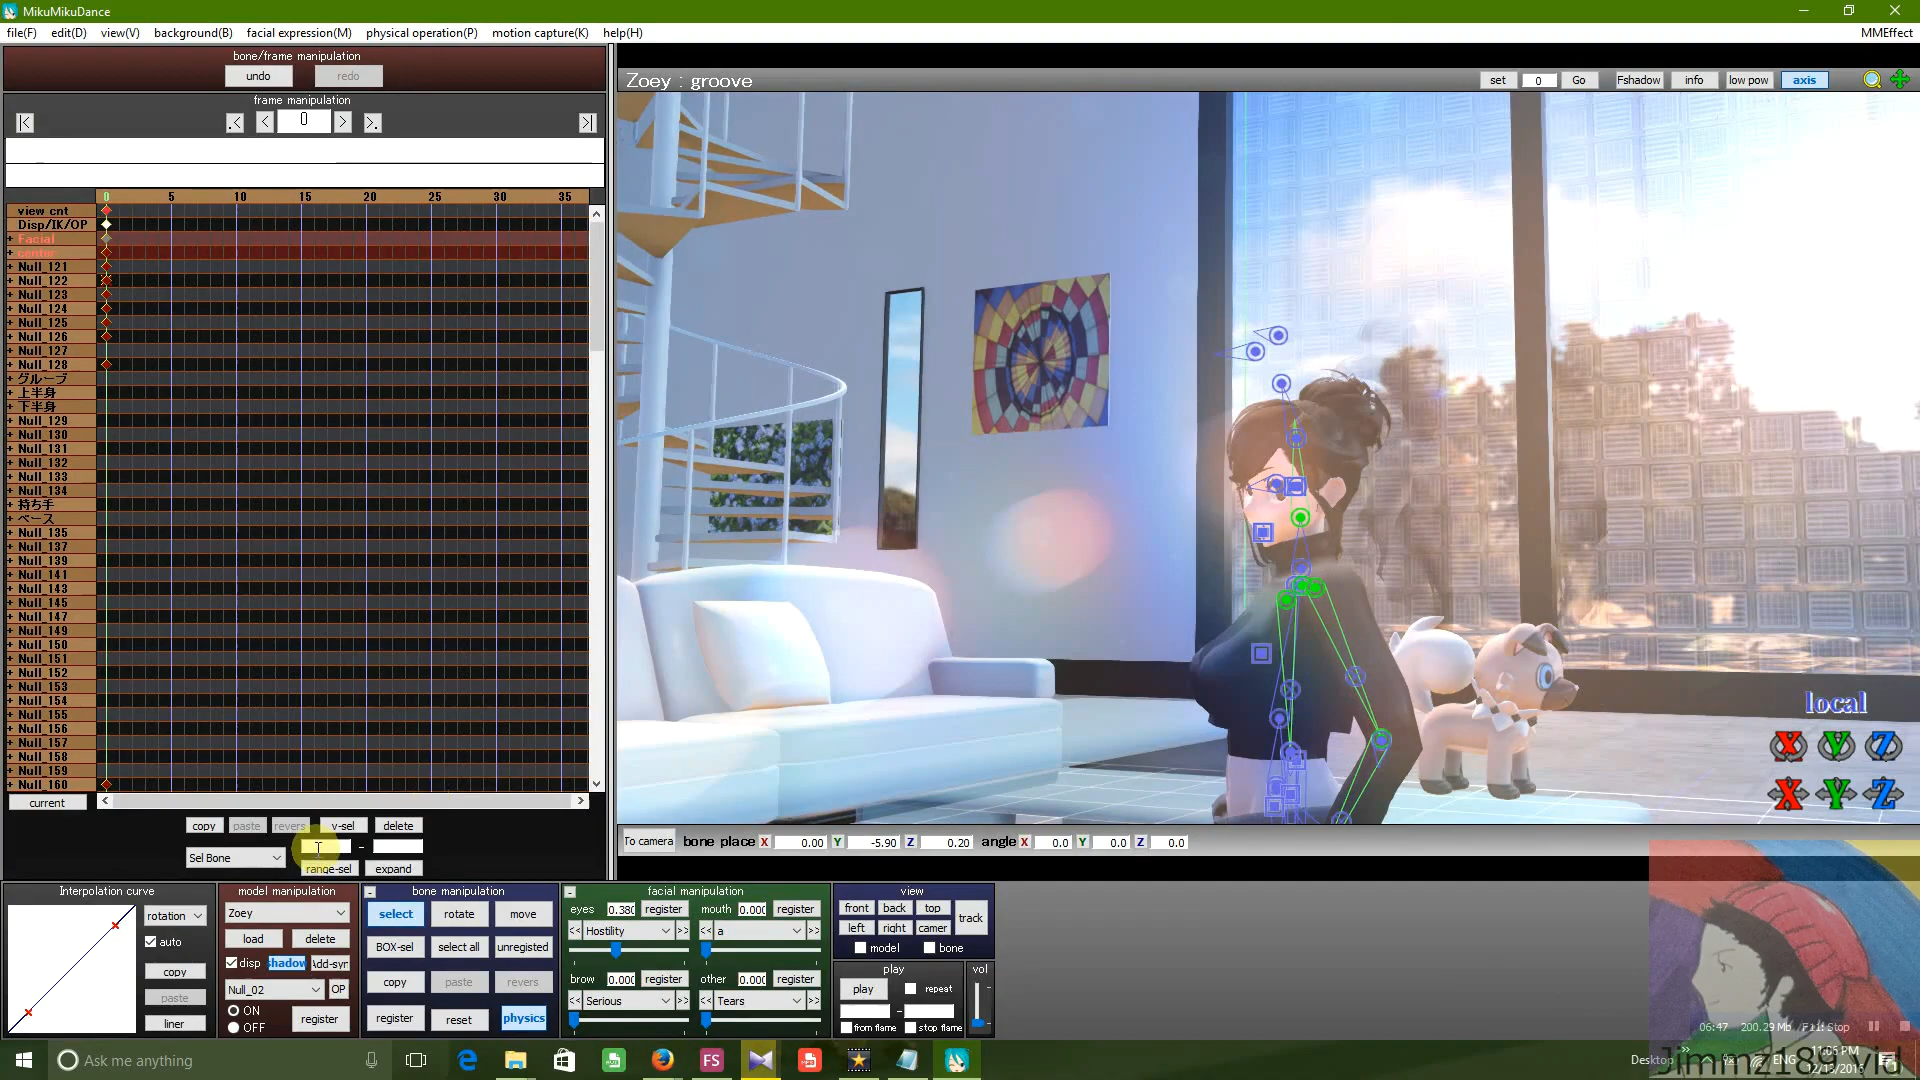 MikuMikuDance
file(F) edit(D) view(V) background(B) facial expression(M) physical operation(P) motion capture(K) help(H) MMEffect
bone/frame manipulation
undo redo
frame manipulation
0
0 5 10 15 20 25 30 35
view cnt
Disp/IK/OP
Facial
center
Null_121
Null_122
Null_123
Null_124
Null_125
Null_126
Null_127
Null_128
グルーブ
上半身
下半身
Null_129
Null_130
Null_131
Null_132
Null_133
Null_134
持ち手
ベース
Null_135
Null_137
Null_139
Null_141
Null_143
Null_145
Null_147
Null_149
Null_150
Null_151
Null_152
Null_153
Null_154
Null_155
Null_156
Null_157
Null_158
Null_159
Null_160
current
copy paste revers v-sel delete
Sel Bone
range-sel expand
Zoey : groove
set 0 Go Fshadow info low pow axis
local
X Y Z
X Y Z
To camera bone place X 0.00 Y -5.90 Z 0.20 angle X 0.0 Y 0.0 Z 0.0
Interpolation curve
rotation
auto
copy
paste
liner
model manipulation
Zoey
load delete
disp shadow Add-syn
Null_02 OP
ON
OFF
register
bone manipulation
select rotate move
BOX-sel select all unregisted
copy paste revers
register reset physics
facial manipulation
eyes 0.380 register mouth 0.000 register
<< Hostility >> << a >>
brow 0.000 register other 0.000 register
<< Serious >> << Tears >>
view
front back top track
left right camer
model bone
play vol
play repeat
from flame stop flame
06:47 200.29 Mb F11: Stop
Ask me anything
FS
Desktop ENG 11:06 PM
12/13/2016
Jimmz189 vid